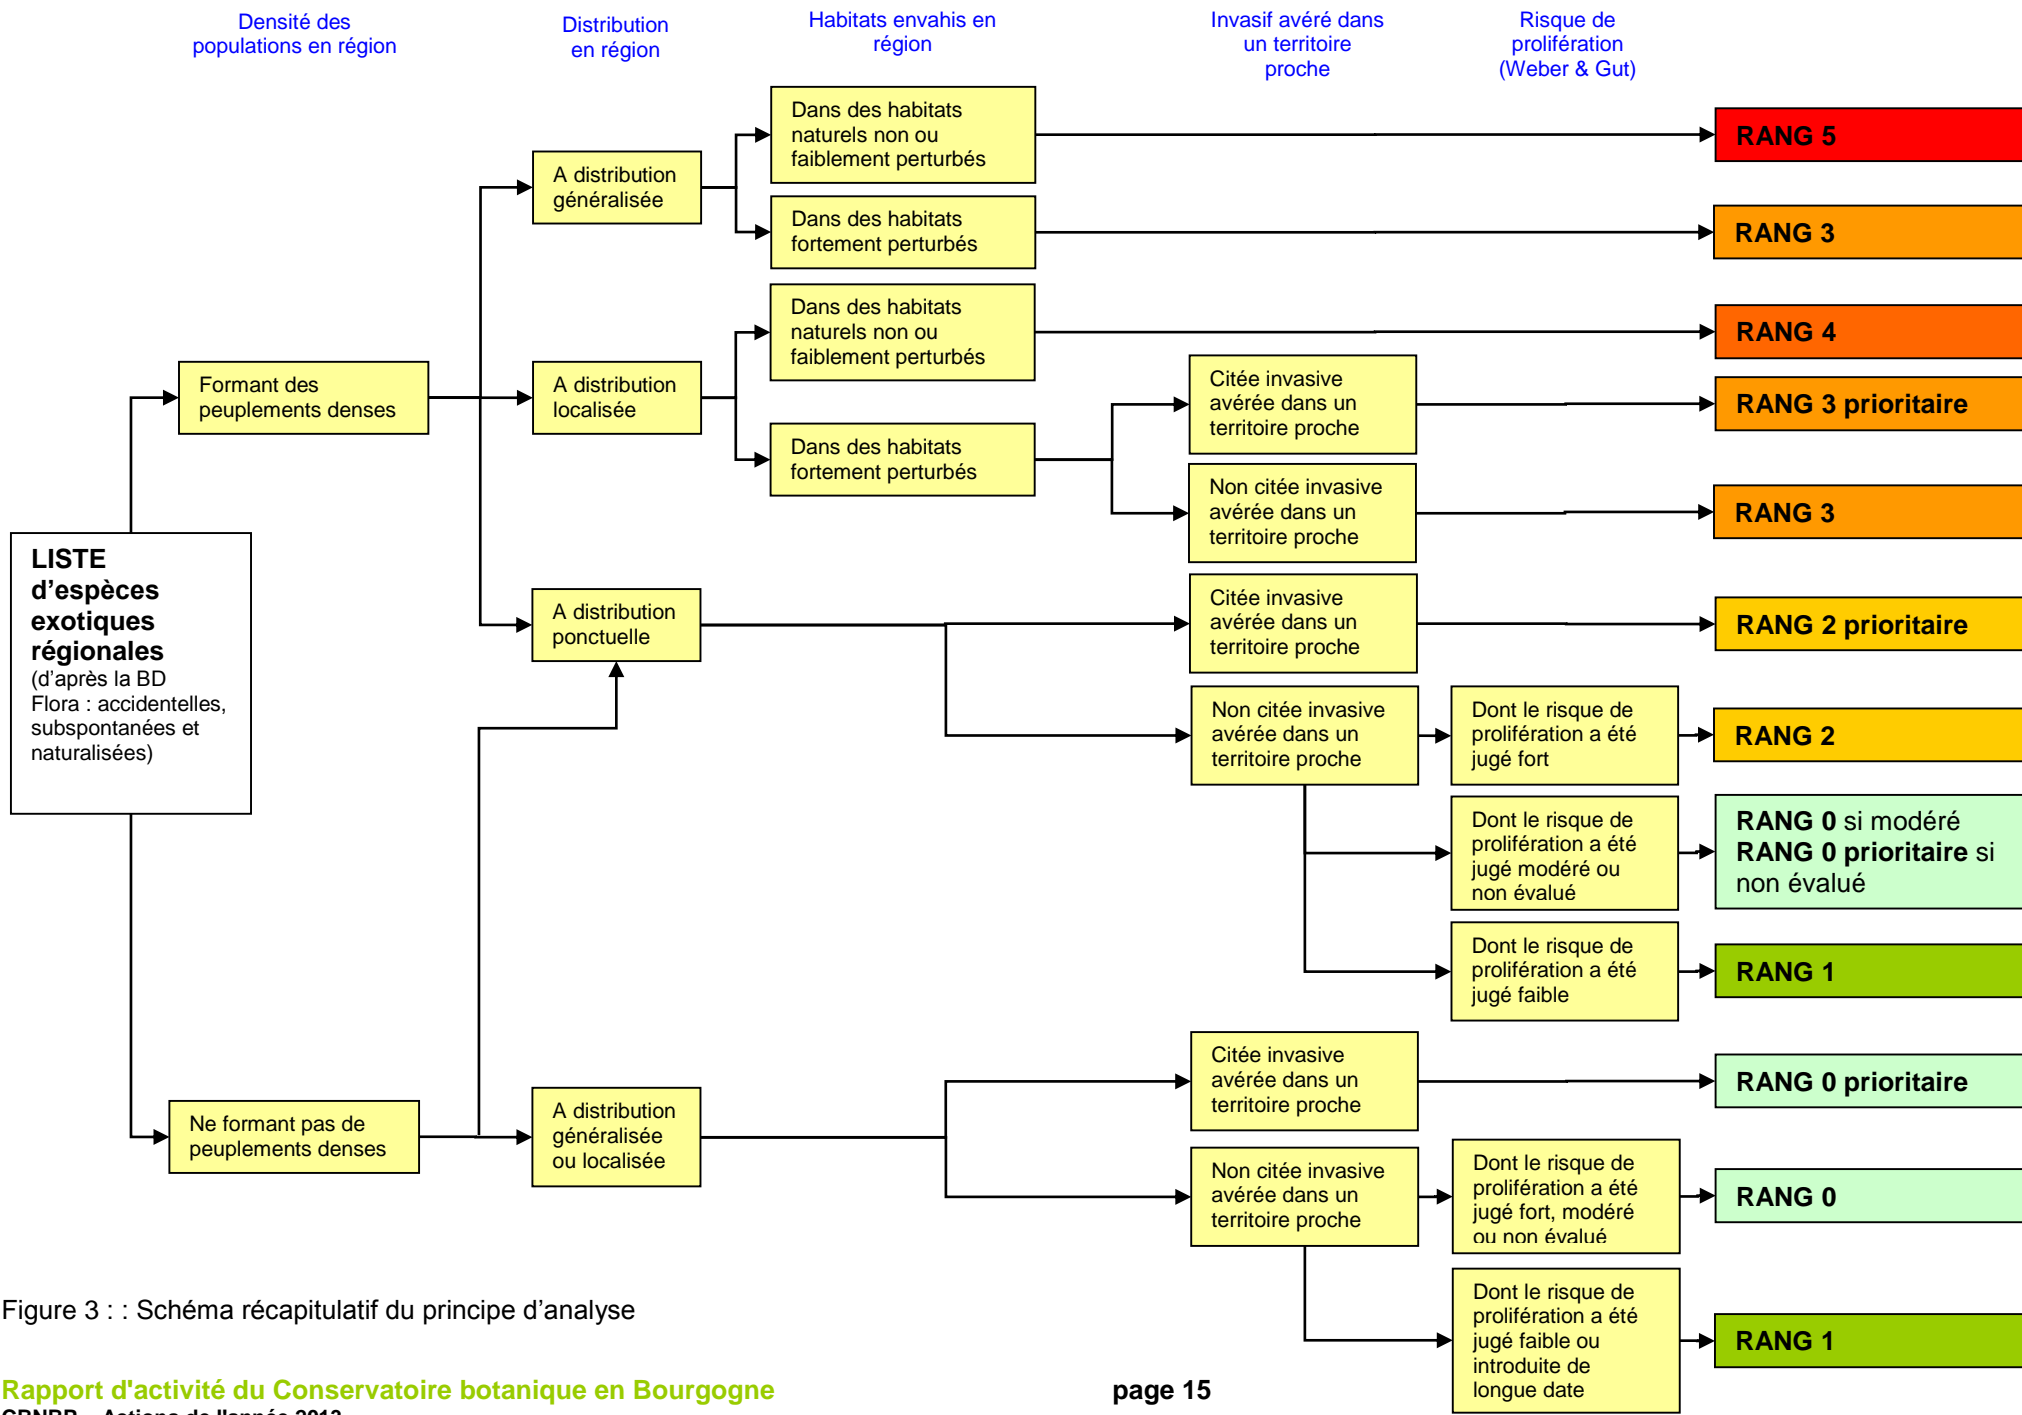 Densité des
populations en région
Distribution
en région
Habitats envahis en
région
Invasif avéré dans
un territoire
proche
Risque de
prolifération
(Weber & Gut)
Dans des habitats
naturels non ou
faiblement perturbés
RANG 5
A distribution
généralisée
Dans des habitats
fortement perturbés
RANG 3
Dans des habitats
naturels non ou
faiblement perturbés
RANG 4
Formant des
peuplements denses
A distribution
localisée
Citée invasive
avérée dans un
territoire proche
RANG 3 prioritaire
Dans des habitats
fortement perturbés
Non citée invasive
avérée dans un
territoire proche
RANG 3
LISTE
d'espèces
exotiques
régionales
(d'après la BD
Flora : accidentelles,
subspontanées et
naturalisées)
A distribution
ponctuelle
Citée invasive
avérée dans un
territoire proche
RANG 2 prioritaire
Non citée invasive
avérée dans un
territoire proche
Dont le risque de
prolifération a été
jugé fort
RANG 2
Dont le risque de
prolifération a été
jugé modéré ou
non évalué
RANG 0 si modéré
RANG 0 prioritaire si
non évalué
Dont le risque de
prolifération a été
jugé faible
RANG 1
Ne formant pas de
peuplements denses
A distribution
généralisée
ou localisée
Citée invasive
avérée dans un
territoire proche
RANG 0 prioritaire
Non citée invasive
avérée dans un
territoire proche
Dont le risque de
prolifération a été
jugé fort, modéré
ou non évalué
RANG 0
Dont le risque de
prolifération a été
jugé faible ou
introduite de
longue date
RANG 1
Figure 3 : : Schéma récapitulatif du principe d'analyse
Rapport d'activité du Conservatoire botanique en Bourgogne
page 15
CBNBP – Actions de l'année 2012